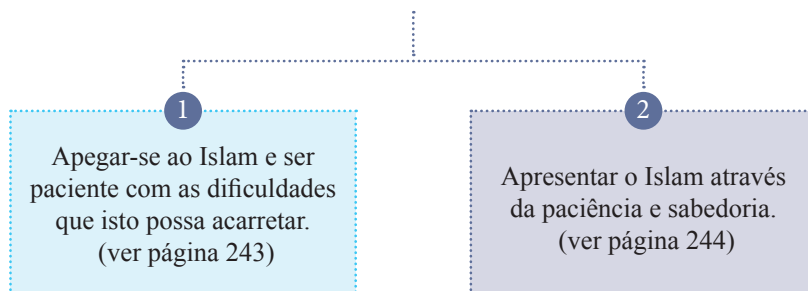 1
Apegar-se ao Islam e ser
paciente com as dificuldades
que isto possa acarretar.
(ver página 243)
2
Apresentar o Islam através
da paciência e sabedoria.
(ver página 244)